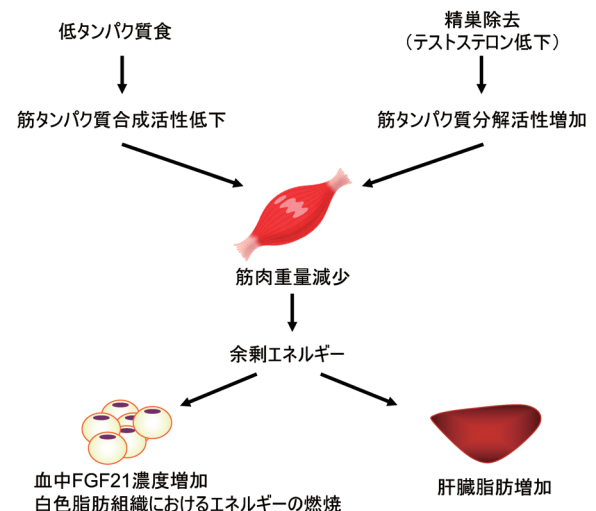 低タンパク質食
精巣除去
（テストステロン低下）
筋タンパク質合成活性低下
筋タンパク質分解活性増加
筋肉重量減少
余剰エネルギー
血中FGF21濃度増加
白色脂肪組織におけるエネルギーの燃焼
肝臓脂肪増加